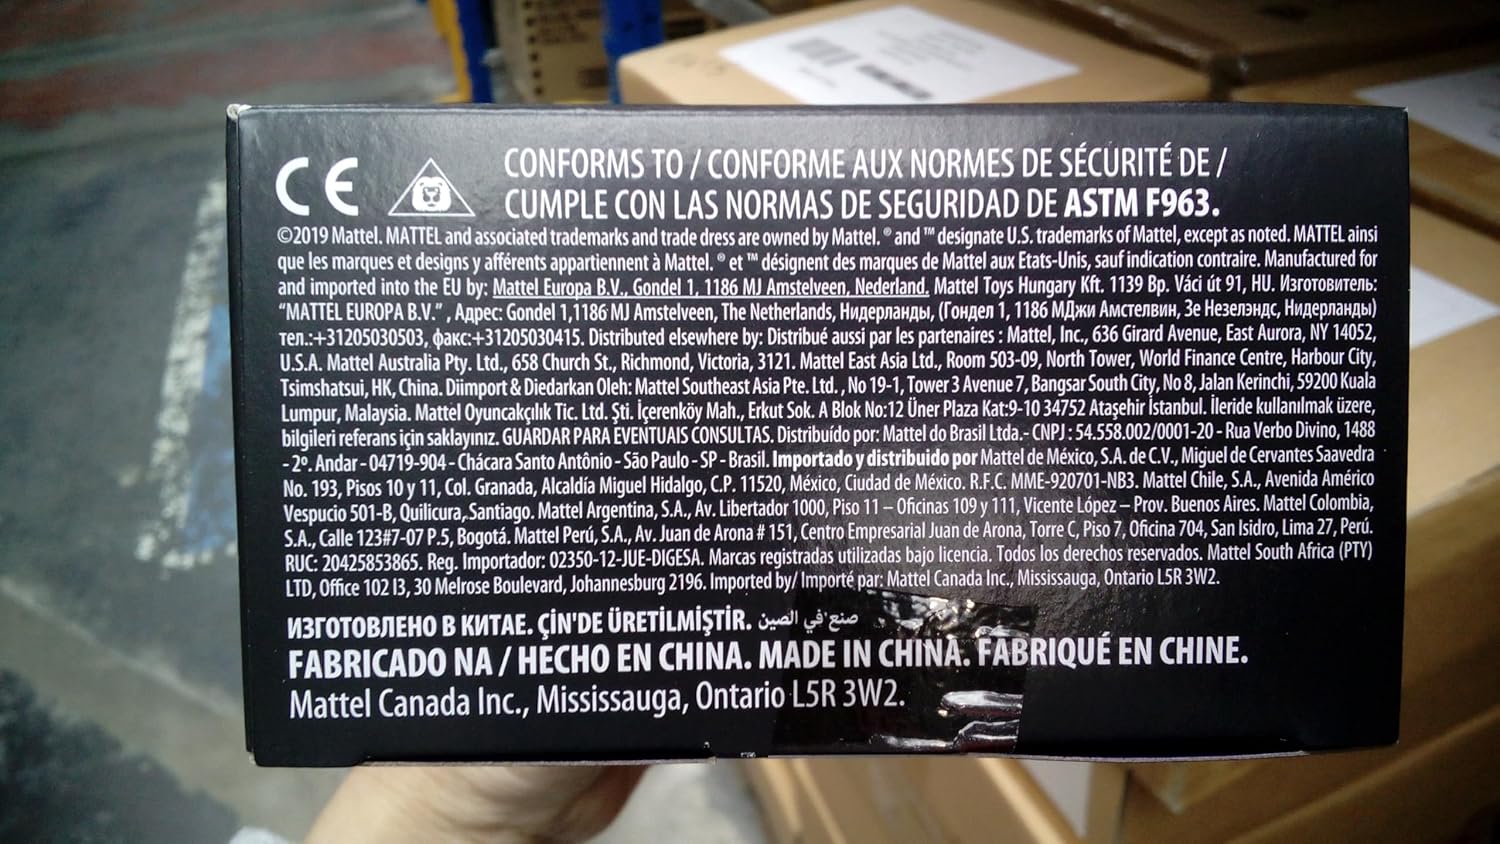 CE
CONFORMS TO / CONFORME AUX NORMES DE SÉCURITÉ DE /
CUMPLE CON LAS NORMAS DE SEGURIDAD DE ASTM F963.
©2019 Mattel. MATTEL and associated trademarks and trade dress are owned by Mattel. ® and ™ designate U.S. trademarks of Mattel, except as noted. MATTEL ainsi
que les marques et designs y afférents appartiennent à Mattel. ® et ™ désignent des marques de Mattel aux Etats-Unis, sauf indication contraire. Manufactured for
and imported into the EU by: Mattel Europa B.V., Gondel 1, 1186 MJ Amstelveen, Nederland. Mattel Toys Hungary Kft. 1139 Bp. Váci út 91, HU. Изготовитель:
"MATTEL EUROPA B.V." , Адрес: Gondel 1,1186 MJ Amstelveen, The Netherlands, Нидерланды, (Гондел 1, 1186 МДжи Амстелвин, Зе Незелэндс, Нидерланды)
тел.:+31205030503, факс:+31205030415. Distributed elsewhere by: Distribué aussi par les partenaires : Mattel, Inc., 636 Girard Avenue, East Aurora, NY 14052,
U.S.A. Mattel Australia Pty. Ltd., 658 Church St., Richmond, Victoria, 3121. Mattel East Asia Ltd., Room 503-09, North Tower, World Finance Centre, Harbour City,
Tsimshatsui, HK, China. Diimport & Diedarkan Oleh: Mattel Southeast Asia Pte. Ltd. , No 19-1, Tower 3 Avenue 7, Bangsar South City, No 8, Jalan Kerinchi, 59200 Kuala
Lumpur, Malaysia. Mattel Oyuncakçılık Tic. Ltd. Şti. İçerenköy Mah., Erkut Sok. A Blok No:12 Üner Plaza Kat:9-10 34752 Ataşehir İstanbul. İleride kullanılmak üzere,
bilgileri referans için saklayınız. GUARDAR PARA EVENTUAIS CONSULTAS. Distribuído por: Mattel do Brasil Ltda.- CNPJ : 54.558.002/0001-20 - Rua Verbo Divino, 1488
- 2º. Andar - 04719-904 - Chácara Santo Antônio - São Paulo - SP - Brasil. Importado y distribuido por Mattel de México, S.A. de C.V., Miguel de Cervantes Saavedra
No. 193, Pisos 10 y 11, Col. Granada, Alcaldía Miguel Hidalgo, C.P. 11520, México, Ciudad de México. R.F.C. MME-920701-NB3. Mattel Chile, S.A., Avenida Américo
Vespucio 501-B, Quilicura, Santiago. Mattel Argentina, S.A., Av. Libertador 1000, Piso 11 – Oficinas 109 y 111, Vicente López – Prov. Buenos Aires. Mattel Colombia,
S.A., Calle 123#7-07 P.5, Bogotá. Mattel Perú, S.A., Av. Juan de Arona # 151, Centro Empresarial Juan de Arona, Torre C, Piso 7, Oficina 704, San Isidro, Lima 27, Perú.
RUC: 20425853865. Reg. Importador: 02350-12-JUE-DIGESA. Marcas registradas utilizadas bajo licencia. Todos los derechos reservados. Mattel South Africa (PTY)
LTD, Office 102 I3, 30 Melrose Boulevard, Johannesburg 2196. Imported by/ Importé par: Mattel Canada Inc., Mississauga, Ontario L5R 3W2.
ИЗГОТОВЛЕНО В КИТАЕ. ÇİN'DE ÜRETİLMİŞTİR. صنع في الصين
FABRICADO NA / HECHO EN CHINA. MADE IN CHINA. FABRIQUÉ EN CHINE.
Mattel Canada Inc., Mississauga, Ontario L5R 3W2.